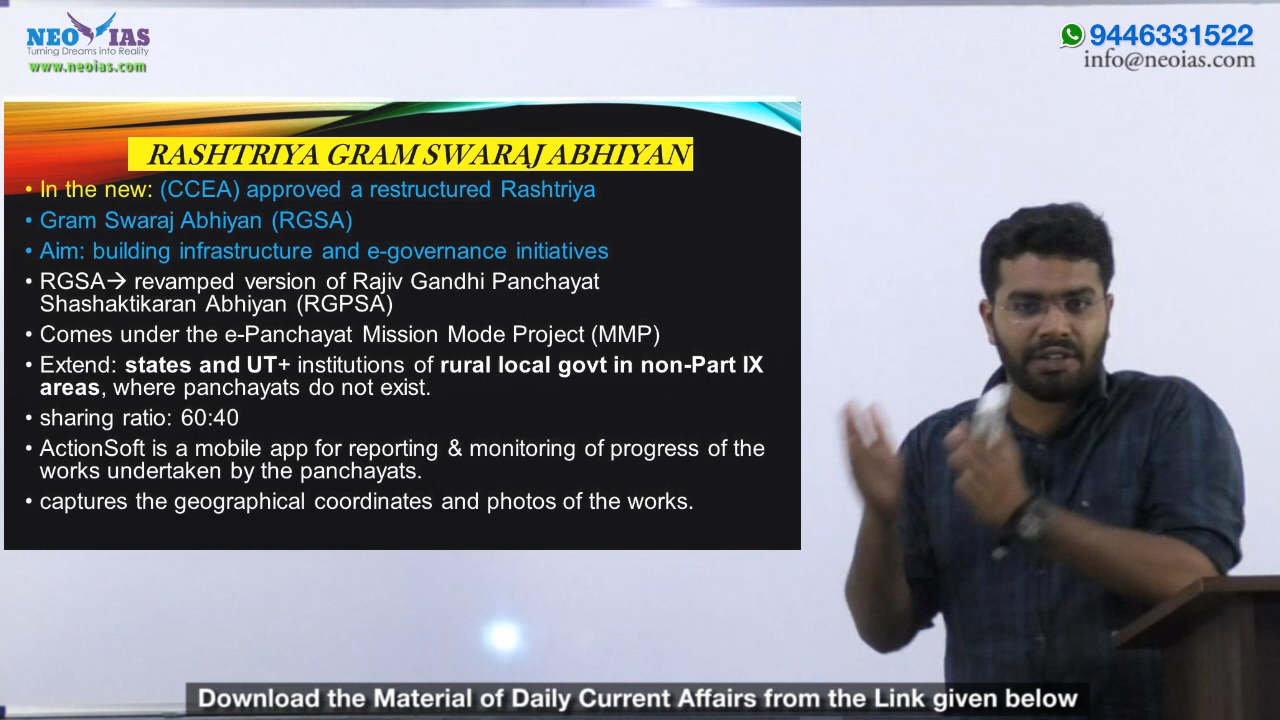 NEO IAS
Turning Dreams into Reality
www.neoias.com
9446331522
info@neoias.com
RASHTRIYA GRAM SWARAJ ABHIYAN
• In the new: (CCEA) approved a restructured Rashtriya
• Gram Swaraj Abhiyan (RGSA)
• Aim: building infrastructure and e-governance initiatives
• RGSA→ revamped version of Rajiv Gandhi Panchayat
Shashaktikaran Abhiyan (RGPSA)
• Comes under the e-Panchayat Mission Mode Project (MMP)
• Extend: states and UT+ institutions of rural local govt in non-Part IX
areas, where panchayats do not exist.
• sharing ratio: 60:40
• ActionSoft is a mobile app for reporting & monitoring of progress of the
works undertaken by the panchayats.
• captures the geographical coordinates and photos of the works.
Download the Material of Daily Current Affairs from the Link given below